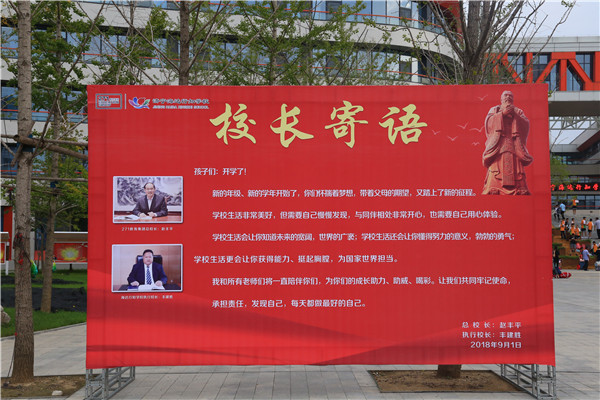 校长寄语
孩子们：开学了！
新的年级、新的学年开始了，你们怀揣着梦想，带着父母的期望，又踏上了新的征程。
学校生活非常美好，但需要自己慢慢发现，与同伴相处非常开心，也需要自己用心体验。
学校生活会让你知道未来的宽阔，世界的广袤；学校生活还会让你懂得努力的意义，勃勃的勇气；
学校生活更会让你获得能力、挺起胸膛，为国家世界担当。
我和所有老师们将一直陪伴你们，为你们的成长助力、助威、喝彩。让我们共同牢记使命，
承担责任，发现自己，每天都做最好的自己。
总 校 长：赵丰平
执行校长：丰建胜
2018年9月1日